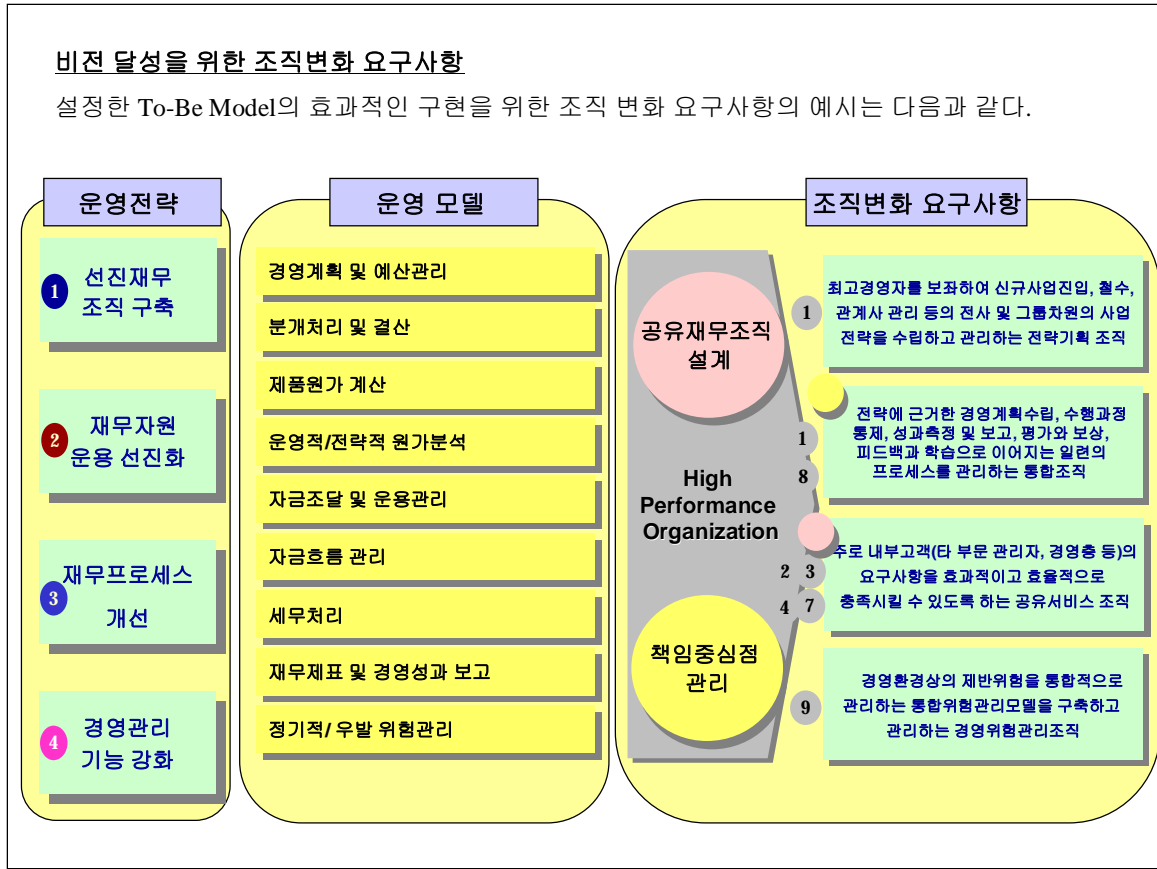 비전 달성을 위한 조직변화 요구사항
설정한 To-Be Model의 효과적인 구현을 위한 조직 변화 요구사항의 예시는 다음과 같다.
운영전략
1
선진재무
조직 구축
2
재무자원
운용 선진화
3
재무프로세스
개선
4
경영관리
기능 강화
운영 모델
경영계획 및 예산관리
분개처리 및 결산
제품원가 계산
운영적/전략적 원가분석
자금조달 및 운용관리
자금흐름 관리
세무처리
재무제표 및 경영성과 보고
정기적/ 우발 위험관리
조직변화 요구사항
공유재무조직
설계
High
Performance
Organization
책임중심점
관리
1
최고경영자를 보좌하여 신규사업진입, 철수,
관계사 관리 등의 전사 및 그룹차원의 사업
전략을 수립하고 관리하는 전략기획 조직
1
8
전략에 근거한 경영계획수립, 수행과정
통제, 성과측정 및 보고, 평가와 보상,
피드백과 학습으로 이어지는 일련의
프로세스를 관리하는 통합조직
2 3
4 7
주로 내부고객(타 부문 관리자, 경영층 등)의
요구사항을 효과적이고 효율적으로
충족시킬 수 있도록 하는 공유서비스 조직
9
경영환경상의 제반위험을 통합적으로
관리하는 통합위험관리모델을 구축하고
관리하는 경영위험관리조직